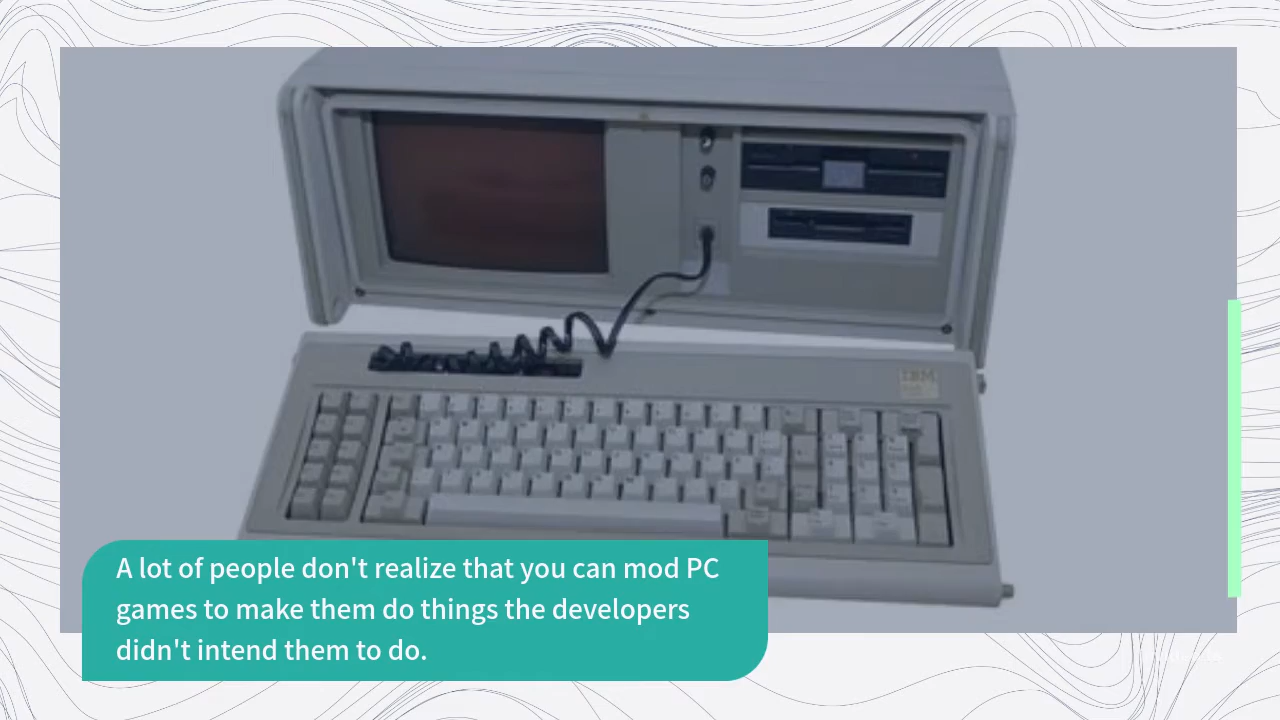 IBM
A lot of people don't realize that you can mod PC
games to make them do things the developers
didn't intend them to do.